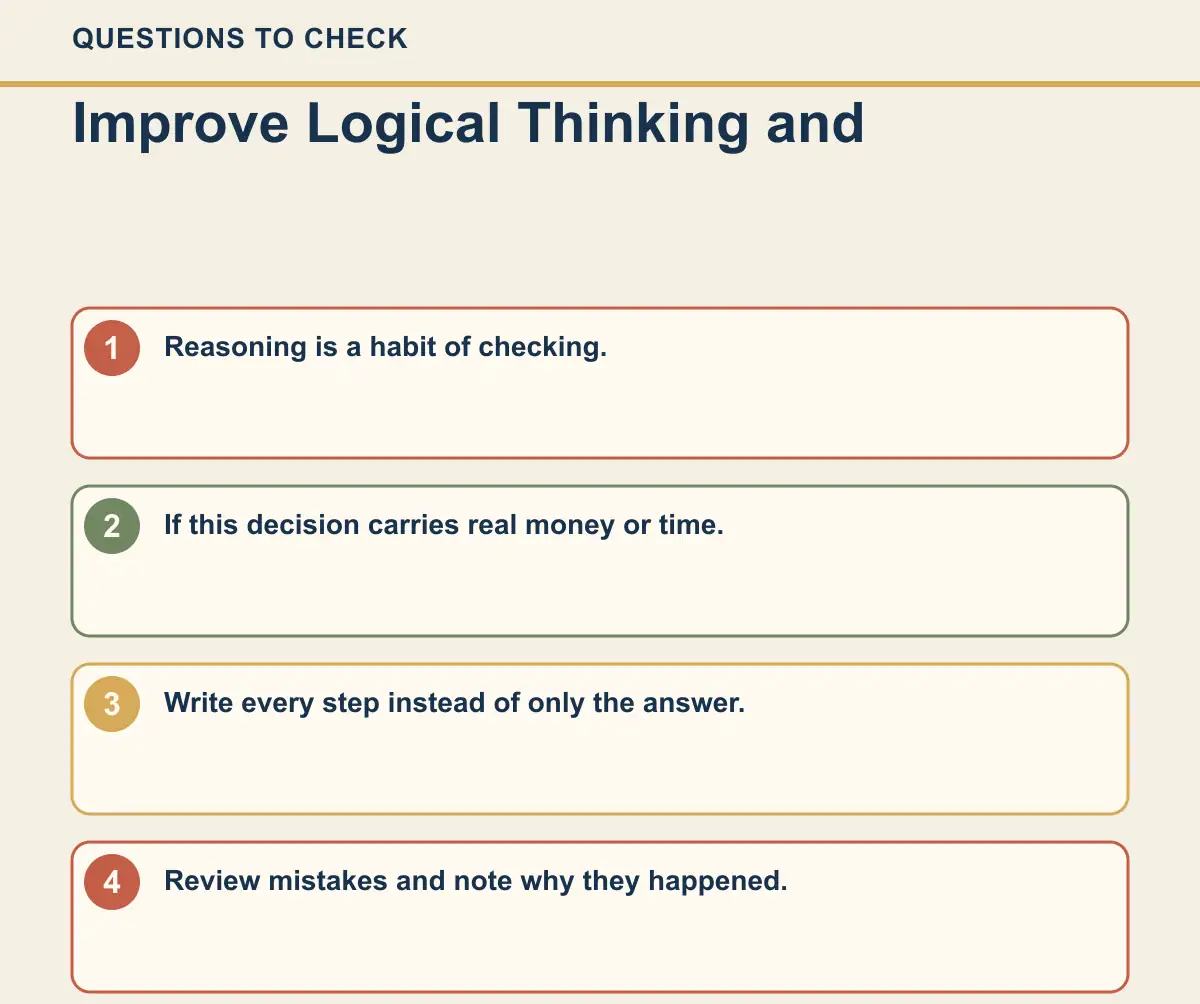 QUESTIONS TO CHECK
Improve Logical Thinking and
1 Reasoning is a habit of checking.
2 If this decision carries real money or time.
3 Write every step instead of only the answer.
4 Review mistakes and note why they happened.